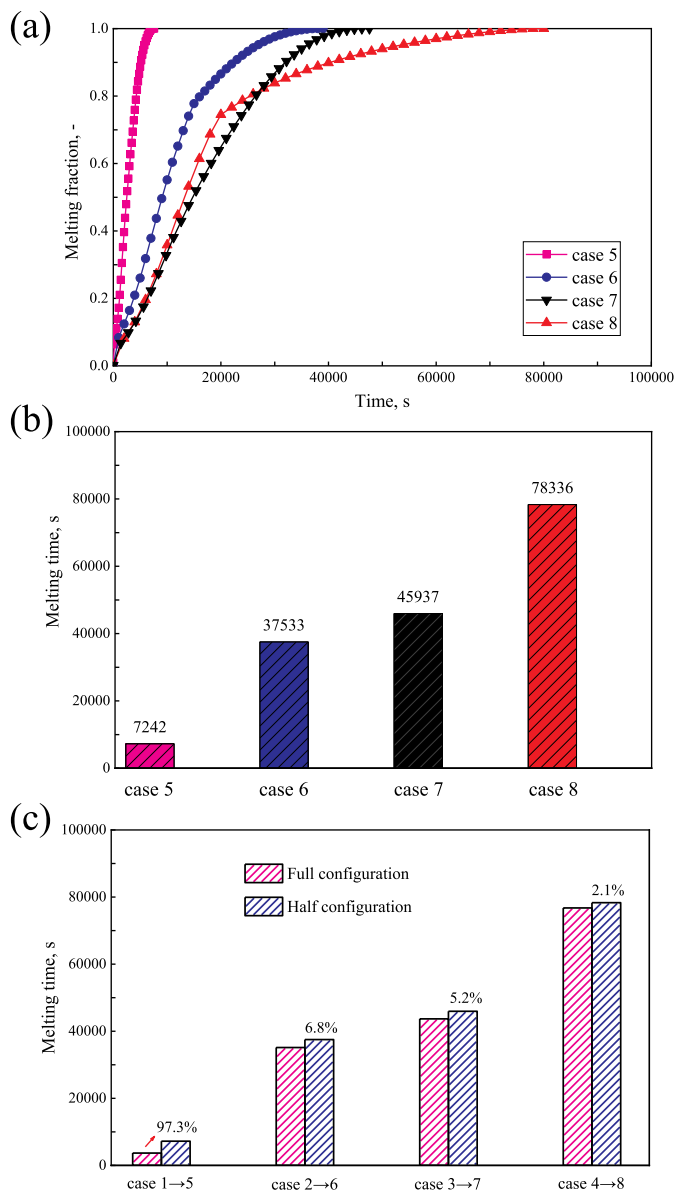 (a)
Melting fraction, -
1.0
0.8
0.6
0.4
0.2
0.0
case 5
case 6
case 7
case 8
0 20000 40000 60000 80000 100000
Time, s
(b)
Melting time, s
100000
80000
60000
40000
20000
0
7242
37533
45937
78336
case 5 case 6 case 7 case 8
(c)
Melting time, s
100000
80000
60000
40000
20000
0
Full configuration
Half configuration
97.3%
6.8%
5.2%
2.1%
case 1→5 case 2→6 case 3→7 case 4→8